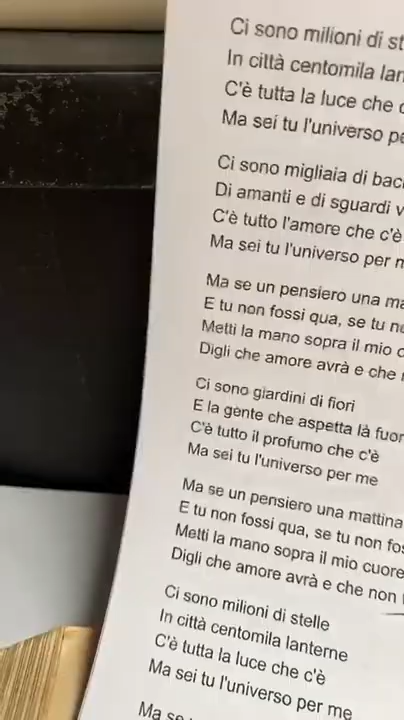 Ci sono milioni di
In città centomila
C'è tutta la luce che
Ma sei tu l'universo
Ci sono migliaia di
Di amanti e di sguardi
C'è tutto l'amore che c'è
Ma sei tu l'universo per
Ma se un pensiero una
E tu non fossi qua, se tu
Metti la mano sopra il mio
Digli che amore avrà e che
Ci sono giardini di fiori
E la gente che aspetta là
C'è tutto il profumo che c'è
Ma sei tu l'universo per me
Ma se un pensiero una mattina
E tu non fossi qua, se tu non
Metti la mano sopra il mio cuore
Digli che amore avrà e che non
Ci sono milioni di stelle
In città centomila lanterne
C'è tutta la luce che c'è
Ma sei tu l'universo per me
Ma